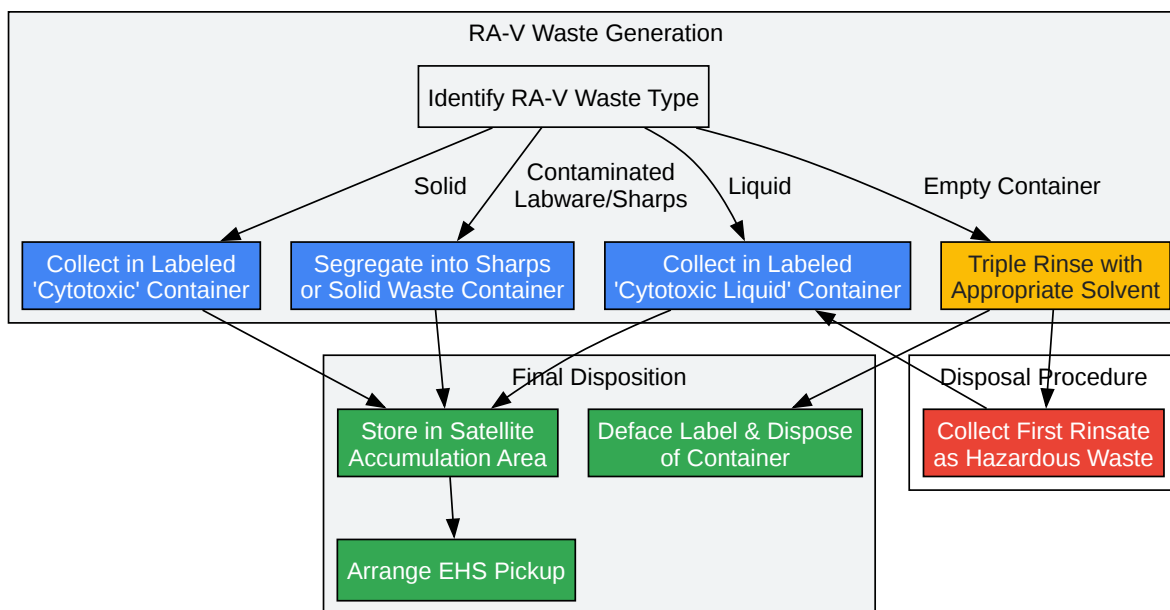 RA-V Waste Generation
Identify RA-V Waste Type
Solid
Contaminated
Labware/Sharps
Liquid
Empty Container
Collect in Labeled
'Cytotoxic' Container
Segregate into Sharps
or Solid Waste Container
Collect in Labeled
'Cytotoxic Liquid' Container
Triple Rinse with
Appropriate Solvent
Final Disposition
Disposal Procedure
Store in Satellite
Accumulation Area
Deface Label & Dispose
of Container
Collect First Rinsate
as Hazardous Waste
Arrange EHS Pickup